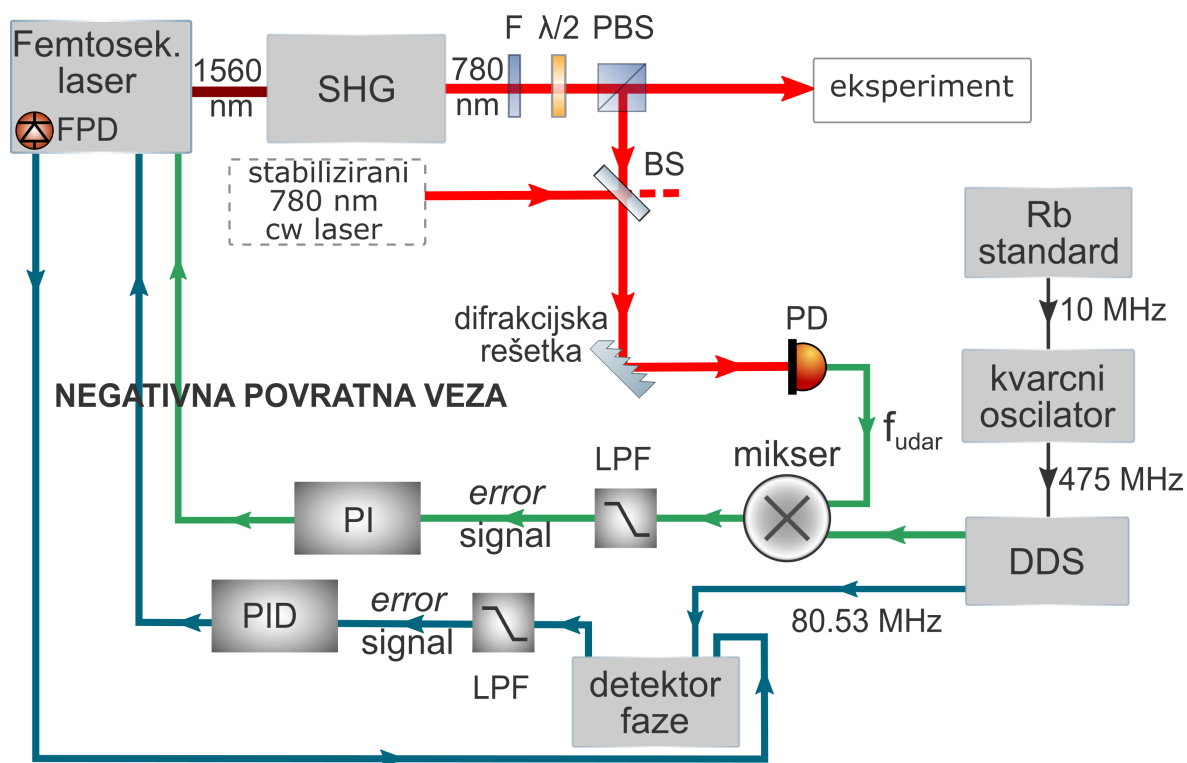 Femtosek.
laser
FPD
1560
nm
SHG
780
nm
F
λ/2
PBS
eksperiment
stabilizirani
780 nm
cw laser
BS
Rb
standard
10 MHz
difrakcijska
rešetka
PD
kvarcni
oscilator
NEGATIVNA POVRATNA VEZA
f_udar
475 MHz
mikser
LPF
error
signal
PI
DDS
80.53 MHz
PID
error
signal
LPF
detektor
faze